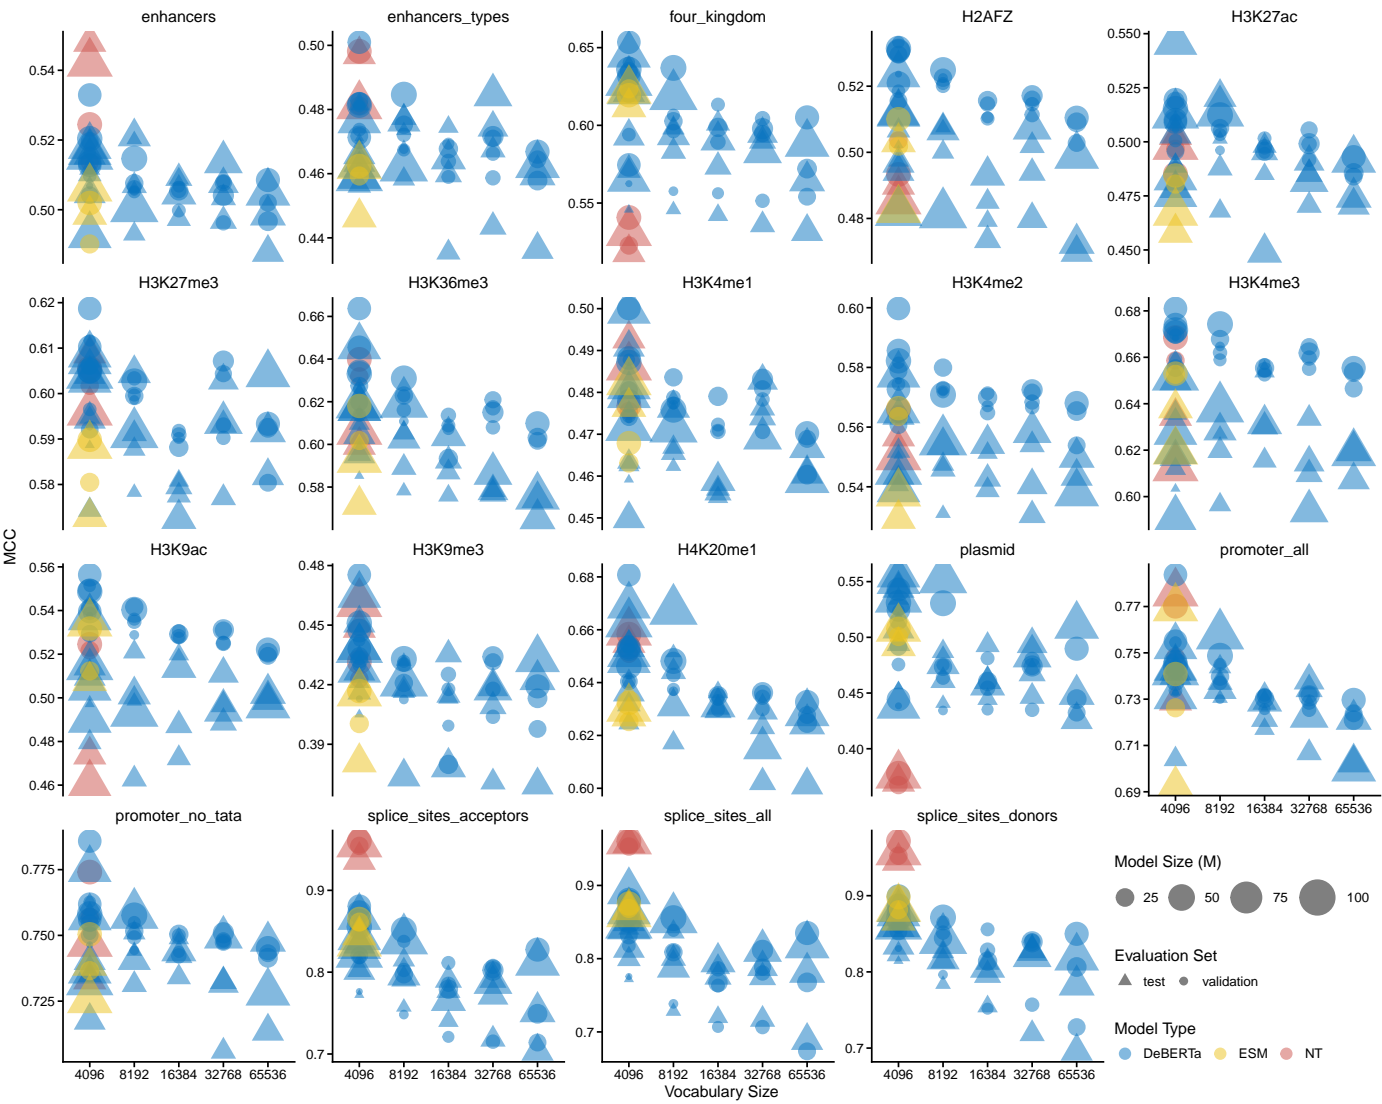 enhancers
enhancers_types
four_kingdom
H2AFZ
H3K27ac
0.54
0.52
0.50
0.50
0.48
0.46
0.44
0.65
0.60
0.55
0.52
0.50
0.48
0.550
0.525
0.500
0.475
0.450
H3K27me3
H3K36me3
H3K4me1
H3K4me2
H3K4me3
0.62
0.61
0.60
0.59
0.58
0.66
0.64
0.62
0.60
0.58
0.50
0.49
0.48
0.47
0.46
0.45
0.60
0.58
0.56
0.54
0.68
0.66
0.64
0.62
0.60
MCC
H3K9ac
H3K9me3
H4K20me1
plasmid
promoter_all
0.56
0.54
0.52
0.50
0.48
0.46
0.48
0.45
0.42
0.39
0.68
0.66
0.64
0.62
0.60
0.55
0.50
0.45
0.40
0.77
0.75
0.73
0.71
0.69
4096 8192 16384 32768 65536
promoter_no_tata
splice_sites_acceptors
splice_sites_all
splice_sites_donors
0.775
0.750
0.725
0.9
0.8
0.7
0.9
0.8
0.7
0.9
0.8
0.7
4096 8192 16384 32768 65536
4096 8192 16384 32768 65536
4096 8192 16384 32768 65536
4096 8192 16384 32768 65536
Vocabulary Size
Model Size (M)
25 50 75 100
Evaluation Set
test validation
Model Type
DeBERTa ESM NT